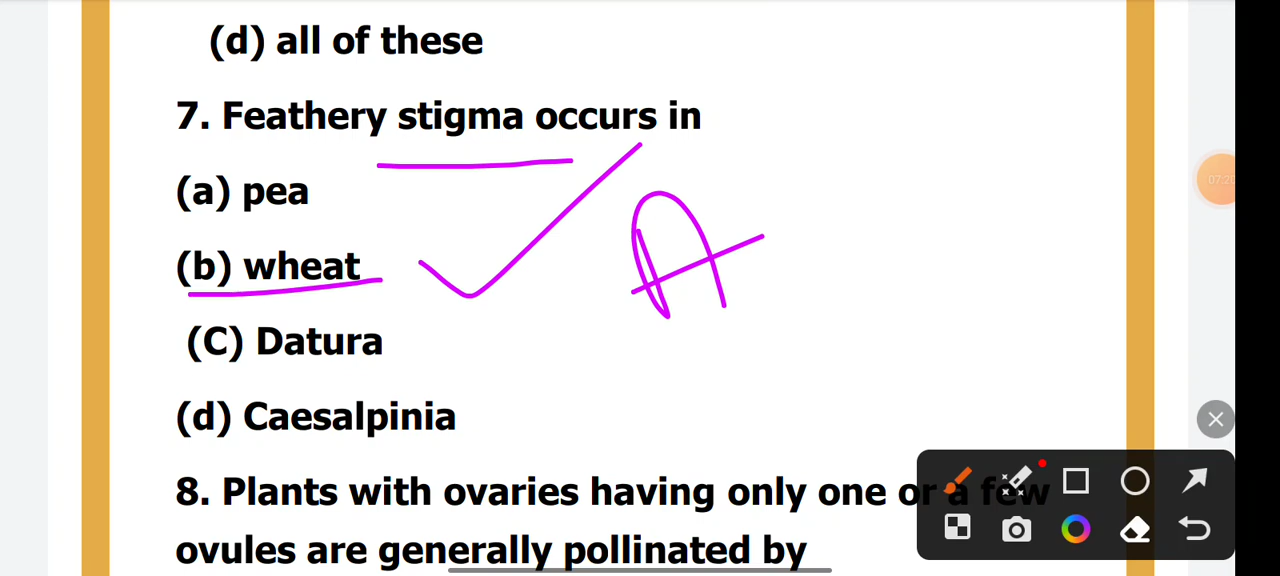 (d) all of these
7. Feathery stigma occurs in
(a) pea
(b) wheat
A
(C) Datura
(d) Caesalpinia
8. Plants with ovaries having only one or a few
ovules are generally pollinated by